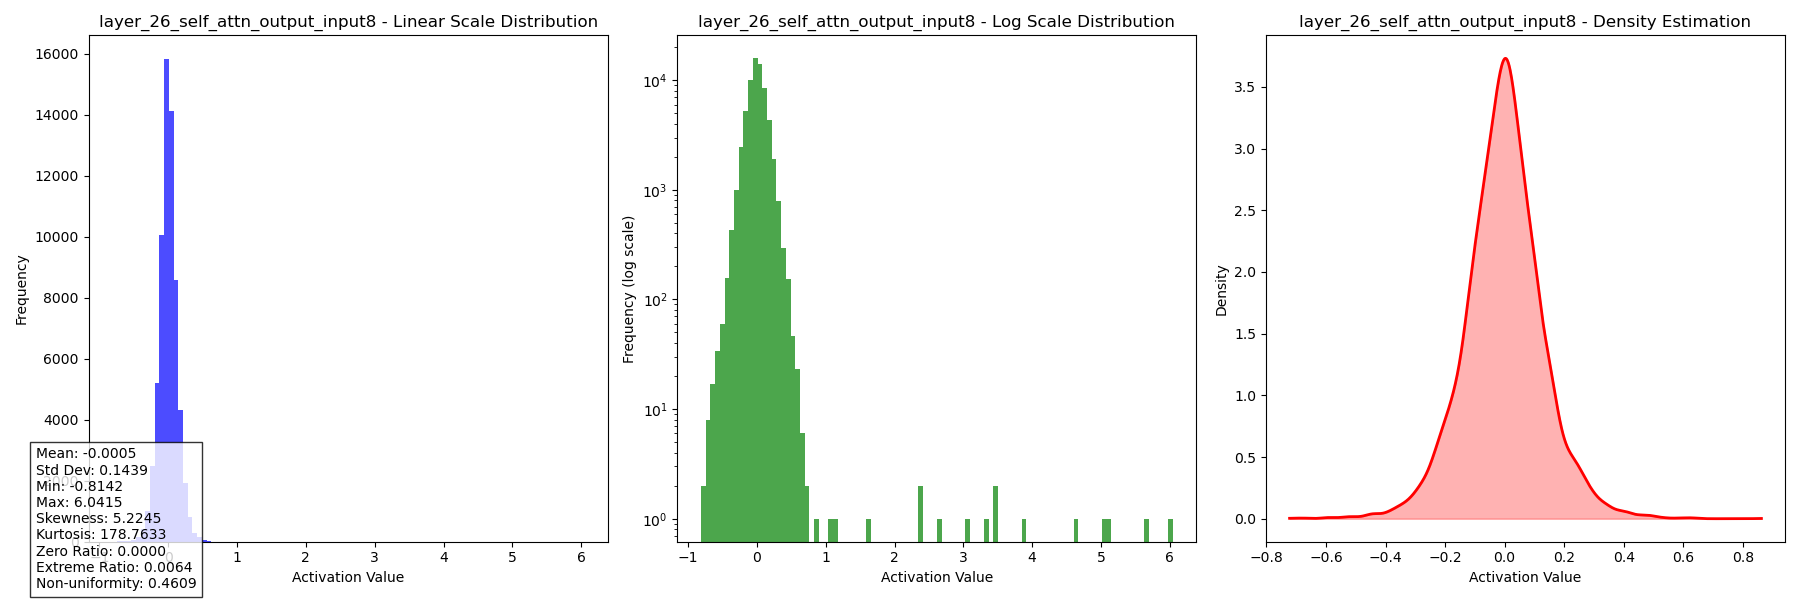 layer_26_self_attn_output_input8 - Linear Scale Distribution
16000
14000
12000
10000
8000
6000
4000
2000
0
Frequency
0 1 2 3 4 5 6
Activation Value
Mean: -0.0005
Std Dev: 0.1439
Min: -0.8142
Max: 6.0415
Skewness: 5.2245
Kurtosis: 178.7633
Zero Ratio: 0.0000
Extreme Ratio: 0.0064
Non-uniformity: 0.4609
layer_26_self_attn_output_input8 - Log Scale Distribution
10⁴
10³
10²
10¹
10⁰
Frequency (log scale)
−1 0 1 2 3 4 5 6
Activation Value
layer_26_self_attn_output_input8 - Density Estimation
3.5
3.0
2.5
2.0
1.5
1.0
0.5
0.0
Density
−0.8 −0.6 −0.4 −0.2 0.0 0.2 0.4 0.6 0.8
Activation Value